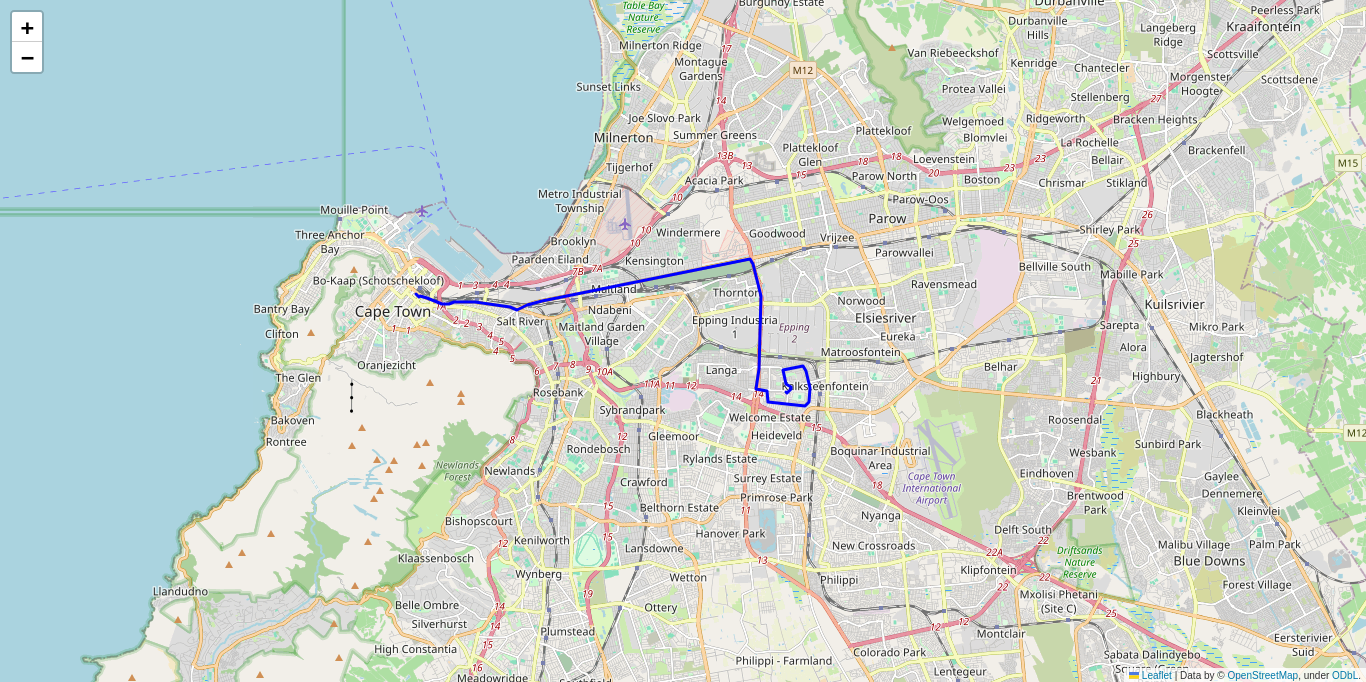 +
−
Table Bay
Nature
Reserve
Burgundy Estate
Durbanville
Peerless Park
Kraaifontein
Durbanville
Hills
Langeberg
Ridge
Scottsville
Milnerton Ridge
Van Riebeeckshof
Kenridge
Chantecler
Montague
Gardens
M12
Morgenster
Hoogte
Scottsdene
Sunset Links
Protea Valley
Stellenberg
Joe Slovo Park
Welgemoed
Ridgeworth
Bracken Heights
Milnerton
Summer Greens
Plattekloof
Blomvlei
La Rochelle
Brackenfell
Plattekloof
Glen
Loevenstein
Bellair
M15
Tijgerhof
Acacia Park
Parow North
Boston
Chrismar
Stikland
Metro Industrial
Township
Parow-Oos
Mouille Point
Parow
Three Anchor
Bay
Windermere
Goodwood
Vrijzee
Shirley Park
Brooklyn
Paarden Eiland
Kensington
Parowvallei
Bellville South
Mabille Park
Bo-Kaap (Schotschekloof)
Maitland
Thornton
Ravensmead
Bantry Bay
Cape Town
Ndabeni
Norwood
Kuilsrivier
Salt River
Epping Industria
1
Epping
2
Elsiesriver
Sarepta
Mikro Park
Clifton
Maitland Garden
Village
Eureka
Alora
Oranjezicht
Matroosfontein
Jagtershof
The Glen
Langa
Belhar
Highbury
Rosebank
Kalksteenfontein
Bakoven
Sybrandpark
Welcome Estate
Roosendal
Blackheath
Rontree
Gleemoor
Heideveld
M12
Rondebosch
Boquinar Industrial
Area
Wesbank
Sunbird Park
Newlands
Forest
Newlands
Rylands Estate
Cape Town
International
Airport
Eindhoven
Gaylee
Crawford
Surrey Estate
Brentwood
Park
Dennemere
Primrose Park
Belthorn Estate
Nyanga
Kleinvlei
Bishopscourt
Hanover Park
Delft South
Kenilworth
Lansdowne
New Crossroads
Malibu Village
Palm Park
Klaassenbosch
Driftsands
Nature
Reserve
Blue Downs
Wynberg
Wetton
Philippi
Klipfontein
Forest Village
Llandudno
Belle Ombre
Ottery
Mxolisi Phetani
(Site C)
Silverhurst
Plumstead
Montclair
Eersterivier
Suid
High Constantia
Philippi - Farmland
Colorado Park
Sabata Dalindyebo
Meadowridge
Lentegeur
Leaflet | Data by © OpenStreetMap, under ODbL.